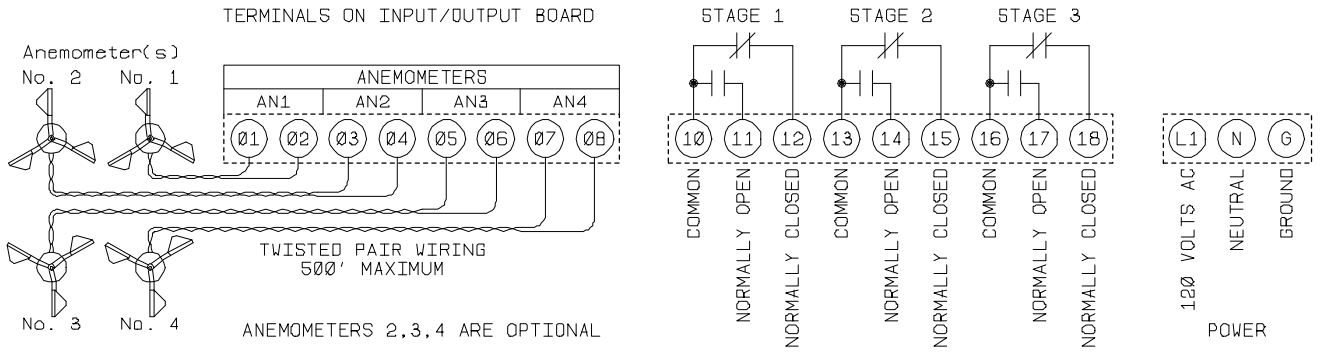 TERMINALS ON INPUT/OUTPUT BOARD
STAGE 1 STAGE 2 STAGE 3
Anemometer(s)
No. 2 No. 1
ANEMOMETERS
AN1 AN2 AN3 AN4
01 02 03 04 05 06 07 08
10 11 12 13 14 15 16 17 18
L1 N G
COMMON
NORMALLY OPEN
NORMALLY CLOSED
COMMON
NORMALLY OPEN
NORMALLY CLOSED
COMMON
NORMALLY OPEN
NORMALLY CLOSED
120 VOLTS AC
NEUTRAL
GROUND
TWISTED PAIR WIRING
500' MAXIMUM
No. 3 No. 4
ANEMOMETERS 2,3,4 ARE OPTIONAL
POWER